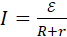 I = ε/(R+r)